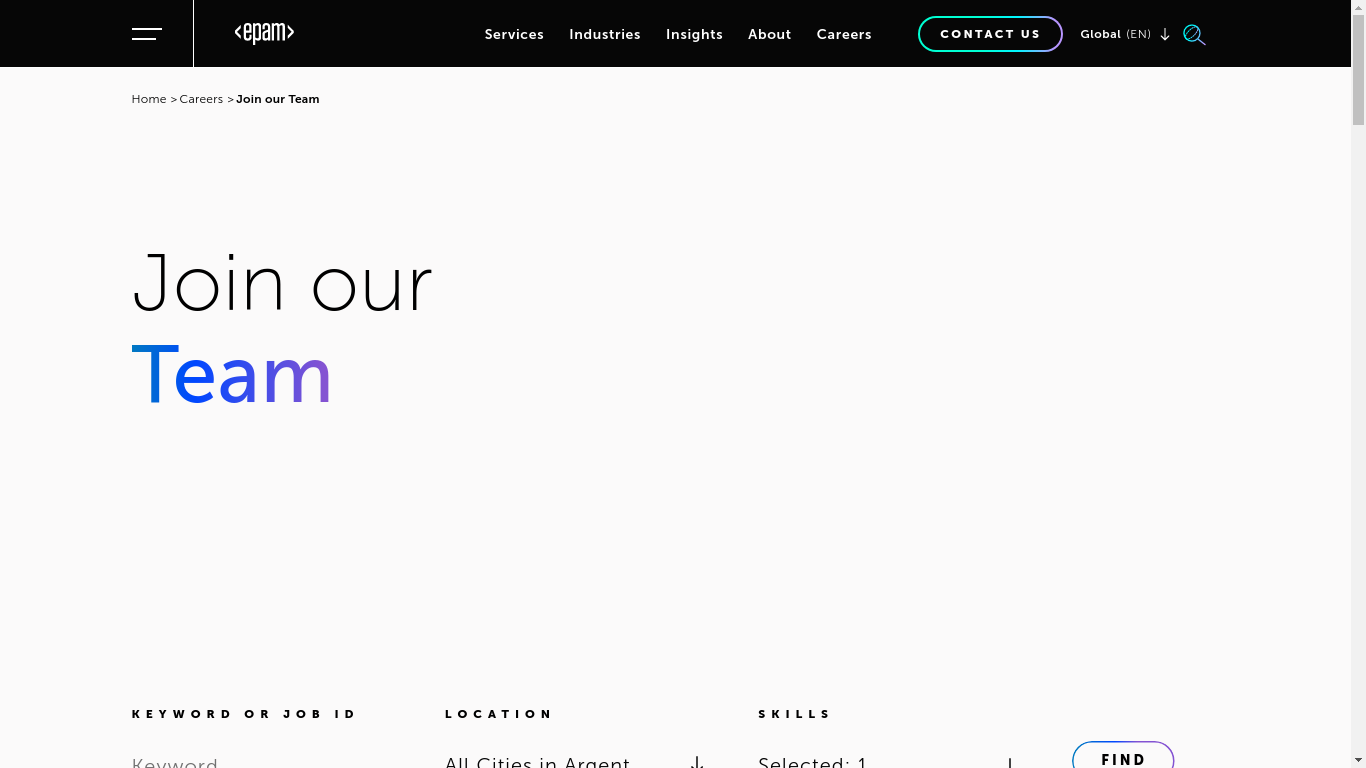 <epam>
Services
Industries
Insights
About
Careers
CONTACT US
Global (EN)
Home > Careers > Join our Team
Join our
Team
KEYWORD OR JOB ID
LOCATION
SKILLS
Keyword
All Cities in Argent
Selected: 1
FIND